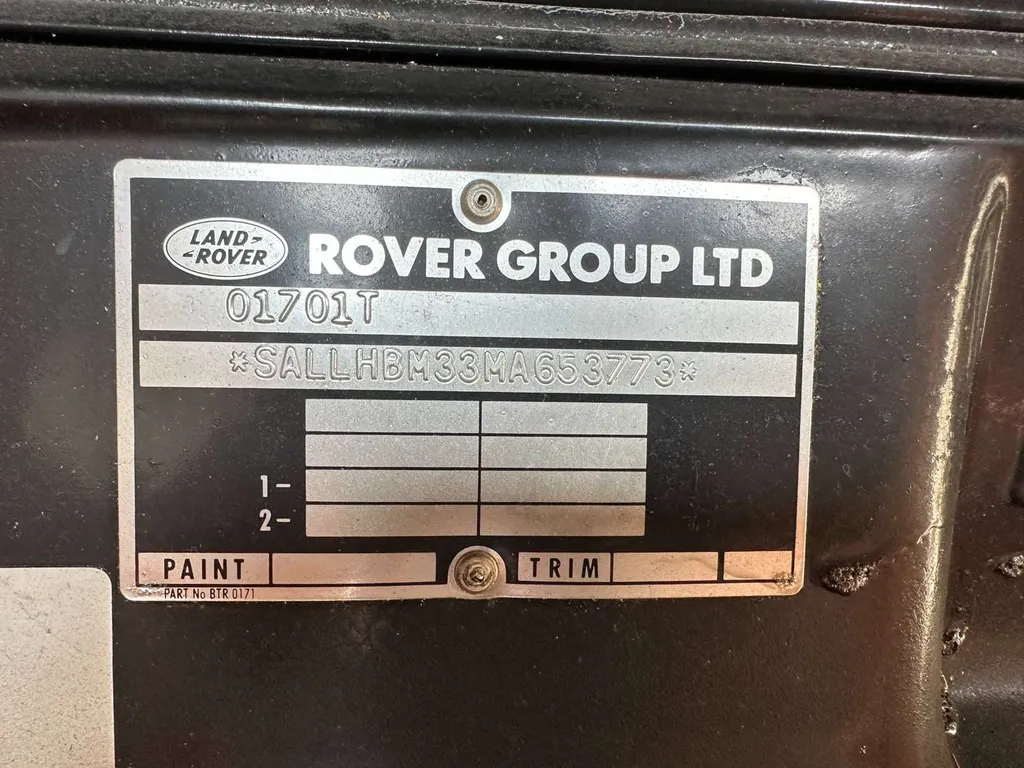 LAND-
-ROVER
ROVER GROUP LTD
01701T
*SALLHBM33MA653773*
1-
2-
PAINT
TRIM
PART No BTR 0171